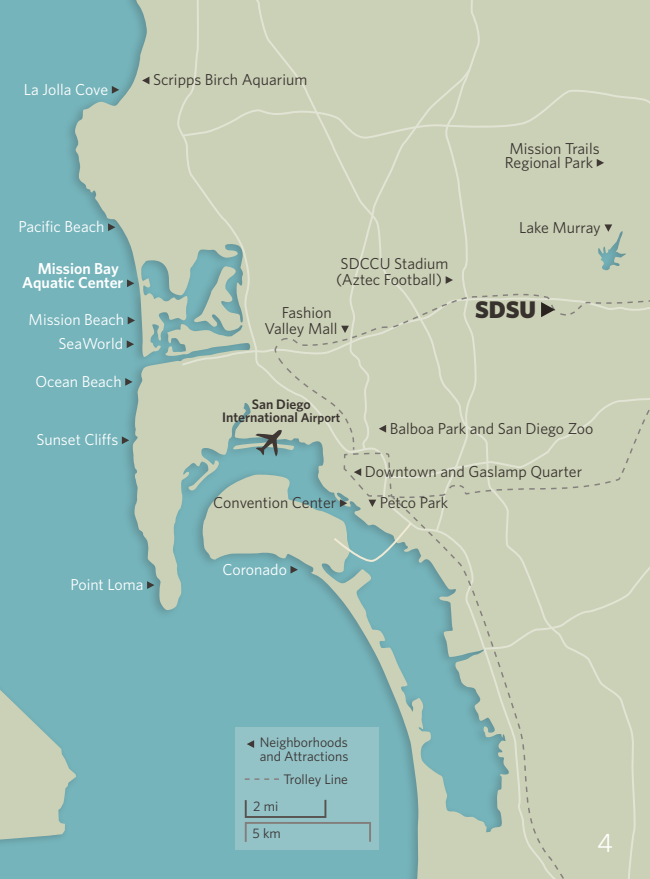 Scripps Birch Aquarium
La Jolla Cove
Mission Trails
Regional Park
Pacific Beach
Lake Murray
Mission Bay
Aquatic Center
SDCCU Stadium
(Aztec Football)
SDSU
Fashion
Valley Mall
Mission Beach
SeaWorld
Ocean Beach
San Diego
International Airport
Balboa Park and San Diego Zoo
Sunset Cliffs
Downtown and Gaslamp Quarter
Convention Center
Petco Park
Coronado
Point Loma
Neighborhoods
and Attractions
Trolley Line
2 mi
5 km
4